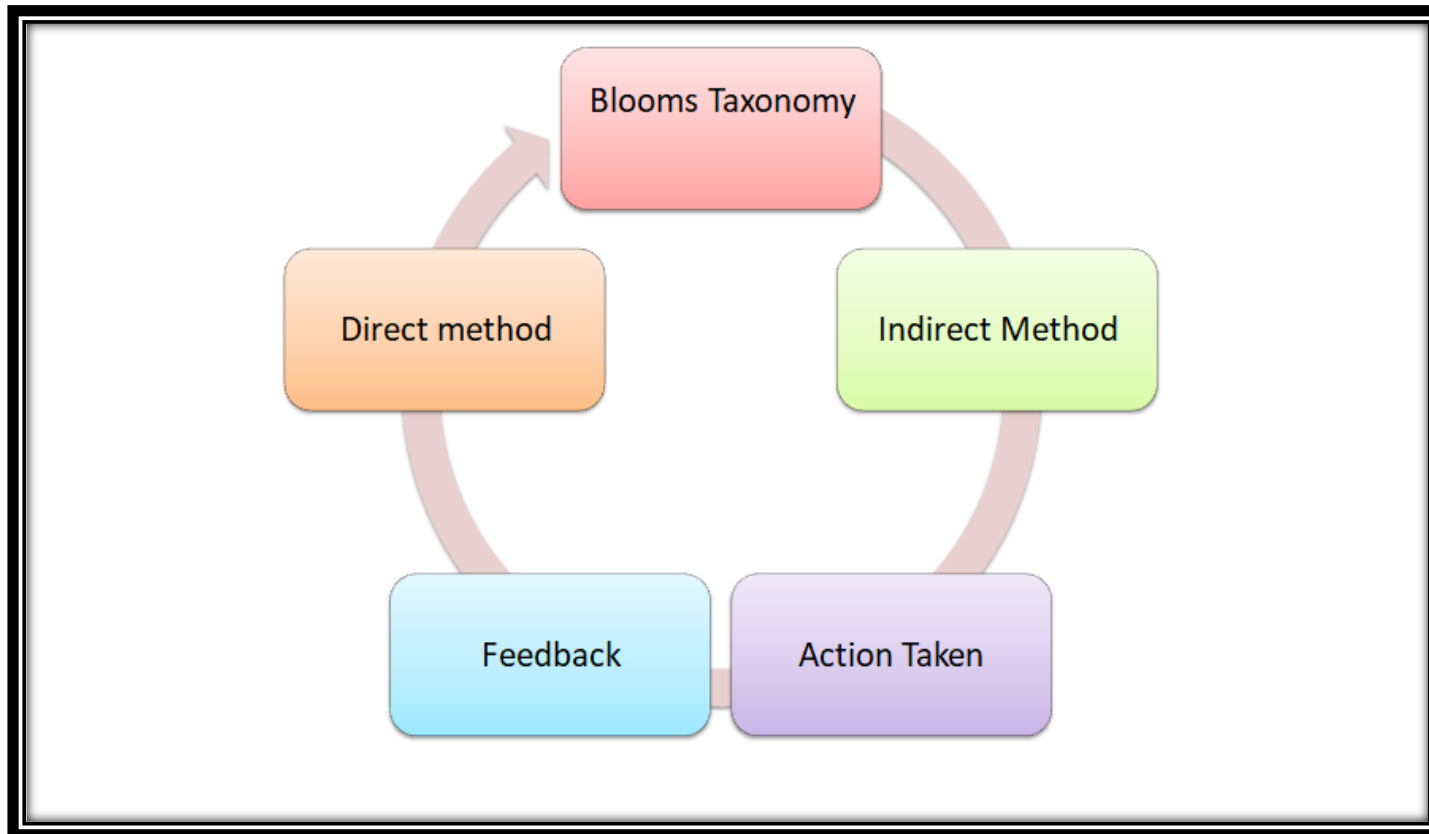 Blooms Taxonomy
Direct method
Indirect Method
Feedback
Action Taken